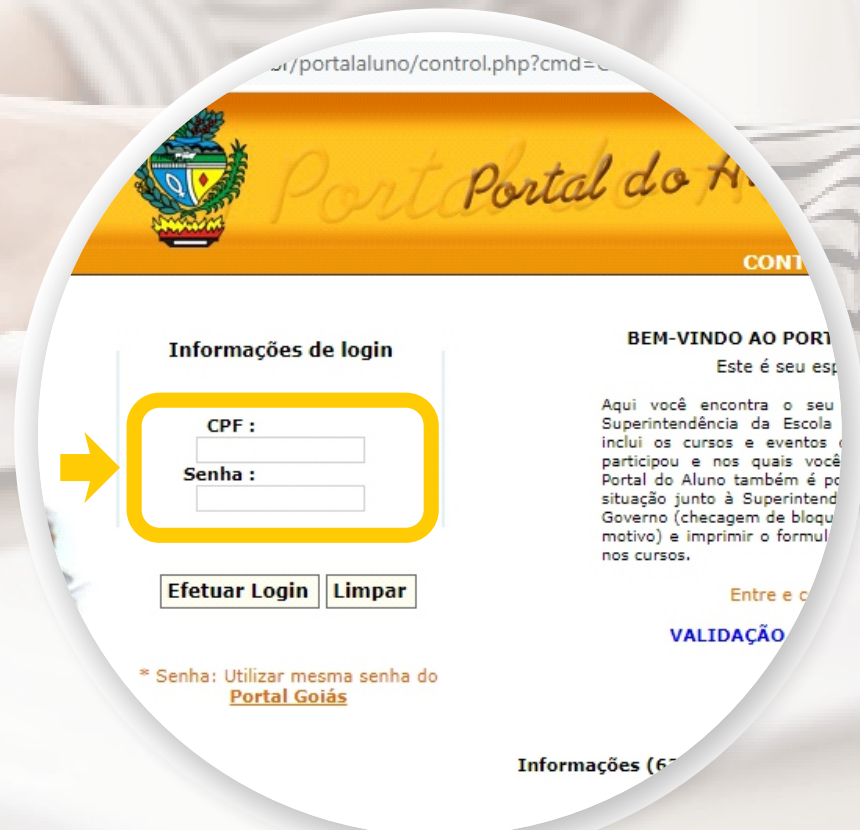 /portalaluno/control.php?cmd=
Portal do
CONT
Informações de login
CPF :
Senha :
Efetuar Login Limpar
* Senha: Utilizar mesma senha do
Portal Goiás
BEM-VINDO AO PORT
Este é seu esp
Aqui você encontra o seu
Superintendência da Escola
inclui os cursos e eventos
participou e nos quais você
Portal do Aluno também é po
situação junto à Superintend
Governo (checagem de bloqu
motivo) e imprimir o formul
nos cursos.
Entre e c
VALIDAÇÃO
Informações (62